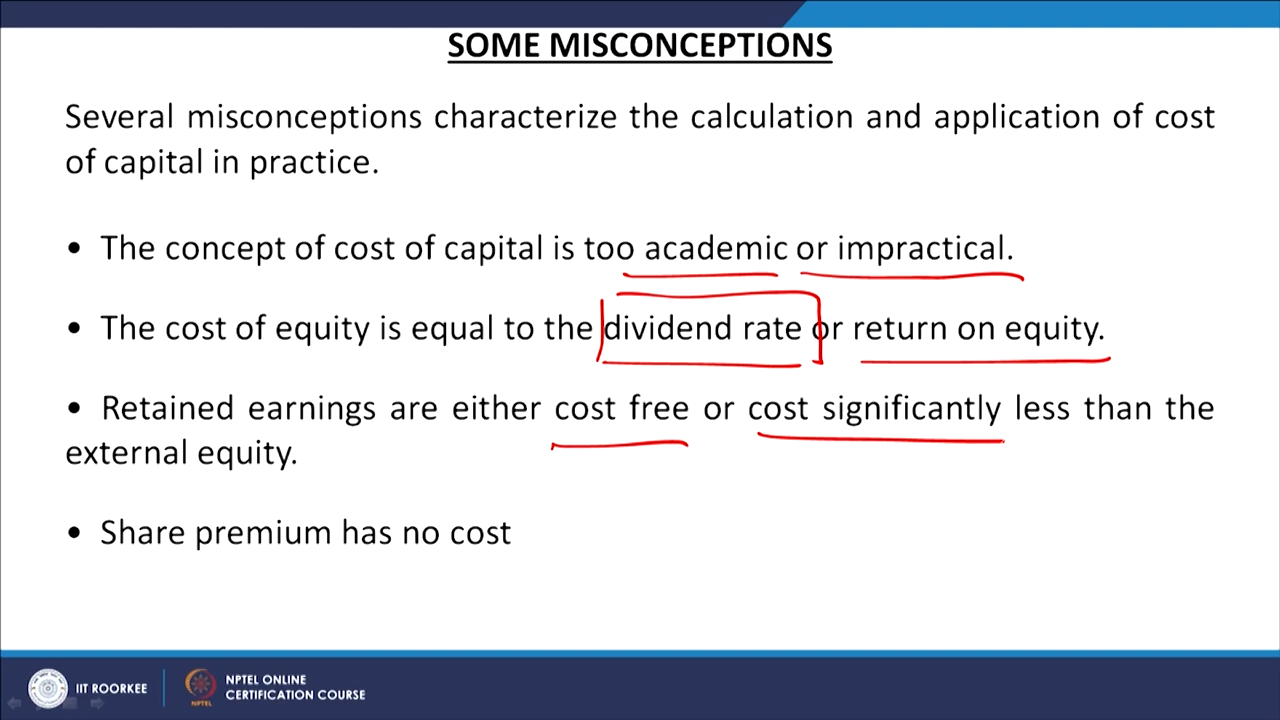 SOME MISCONCEPTIONS
Several misconceptions characterize the calculation and application of cost
of capital in practice.
• The concept of cost of capital is too academic or impractical.
• The cost of equity is equal to the dividend rate or return on equity.
• Retained earnings are either cost free or cost significantly less than the
external equity.
• Share premium has no cost
IIT ROORKEE
NPTEL
NPTEL ONLINE
CERTIFICATION COURSE